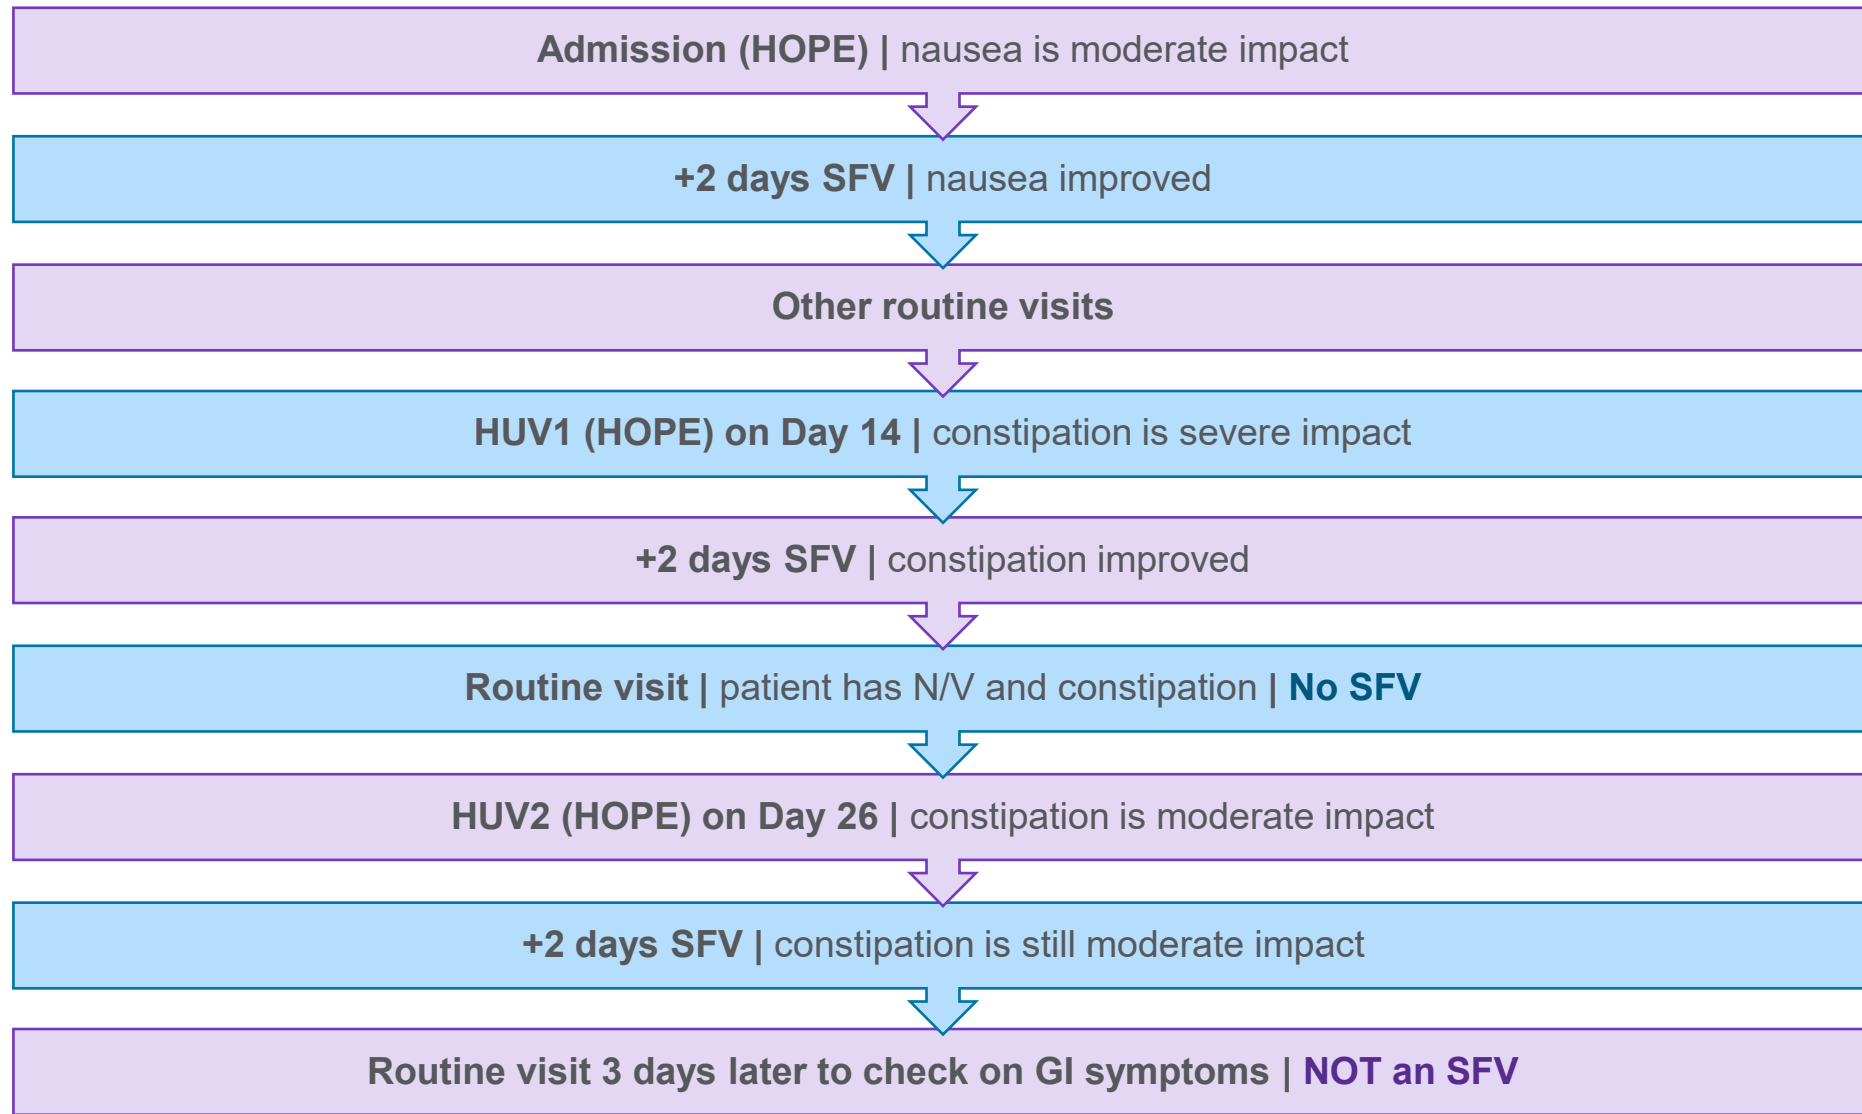 Admission (HOPE) | nausea is moderate impact
+2 days SFV | nausea improved
Other routine visits
HUV1 (HOPE) on Day 14 | constipation is severe impact
+2 days SFV | constipation improved
Routine visit | patient has N/V and constipation | No SFV
HUV2 (HOPE) on Day 26 | constipation is moderate impact
+2 days SFV | constipation is still moderate impact
Routine visit 3 days later to check on GI symptoms | NOT an SFV